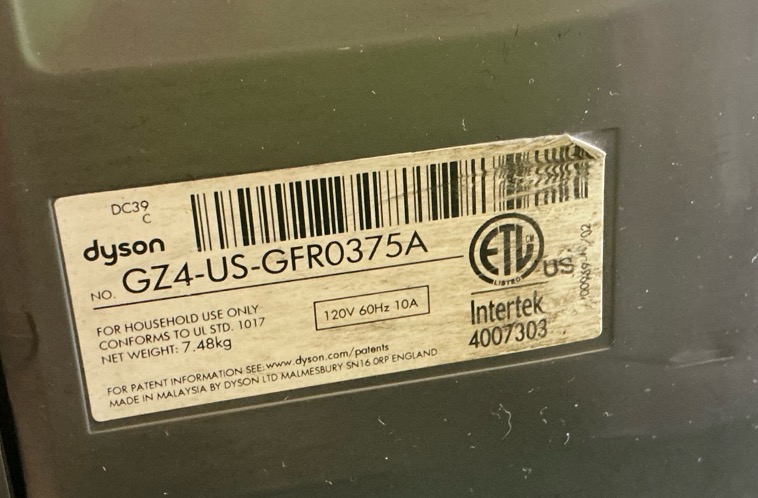 DC39
C
dyson
NO. GZ4-US-GFR0375A
FOR HOUSEHOLD USE ONLY
CONFORMS TO UL STD. 1017
NET WEIGHT: 7.48kg
120V 60Hz 10A
ETL
LISTED
US
Intertek
4007303
FOR PATENT INFORMATION SEE: www.dyson.com/patents
MADE IN MALAYSIA BY DYSON LTD MALMESBURY SN16 0RP ENGLAND